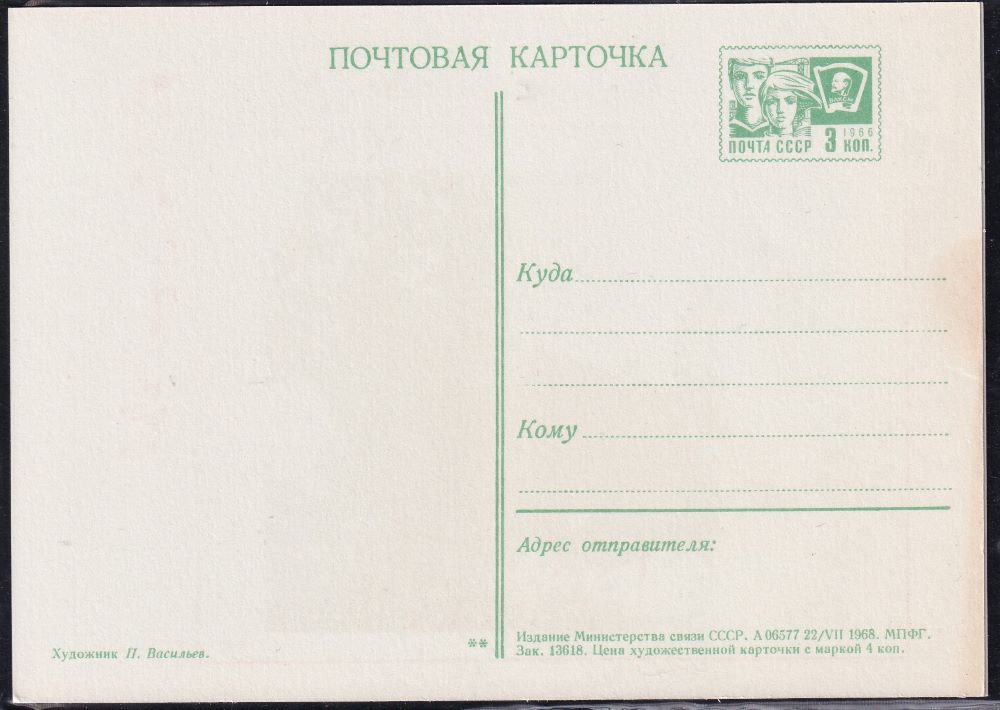 ПОЧТОВАЯ КАРТОЧКА
ВЛКСМ
1966
ПОЧТА СССР 3 КОП.
Куда
Кому
Адрес отправителя:
Издание Министерства связи СССР. А 06577 22/VII 1968. МПФГ.
Зак. 13618. Цена художественной карточки с маркой 4 коп.
**
Художник П. Васильев.